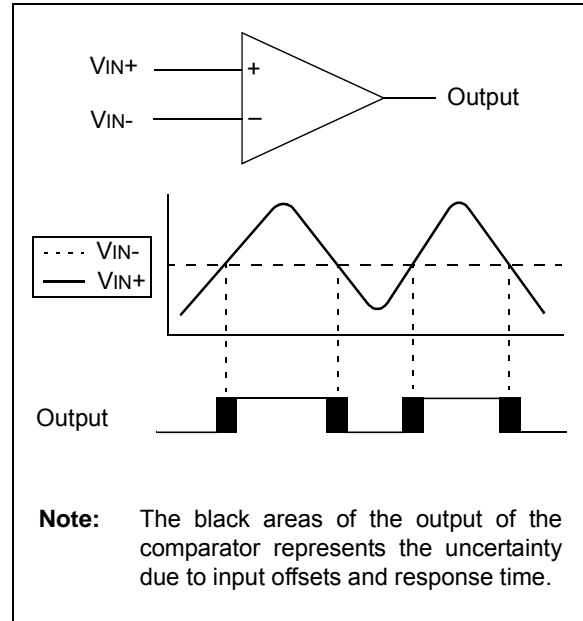 VIN+
+
Output
VIN-
–
VIN-
VIN+
Output
Note: The black areas of the output of the
comparator represents the uncertainty
due to input offsets and response time.